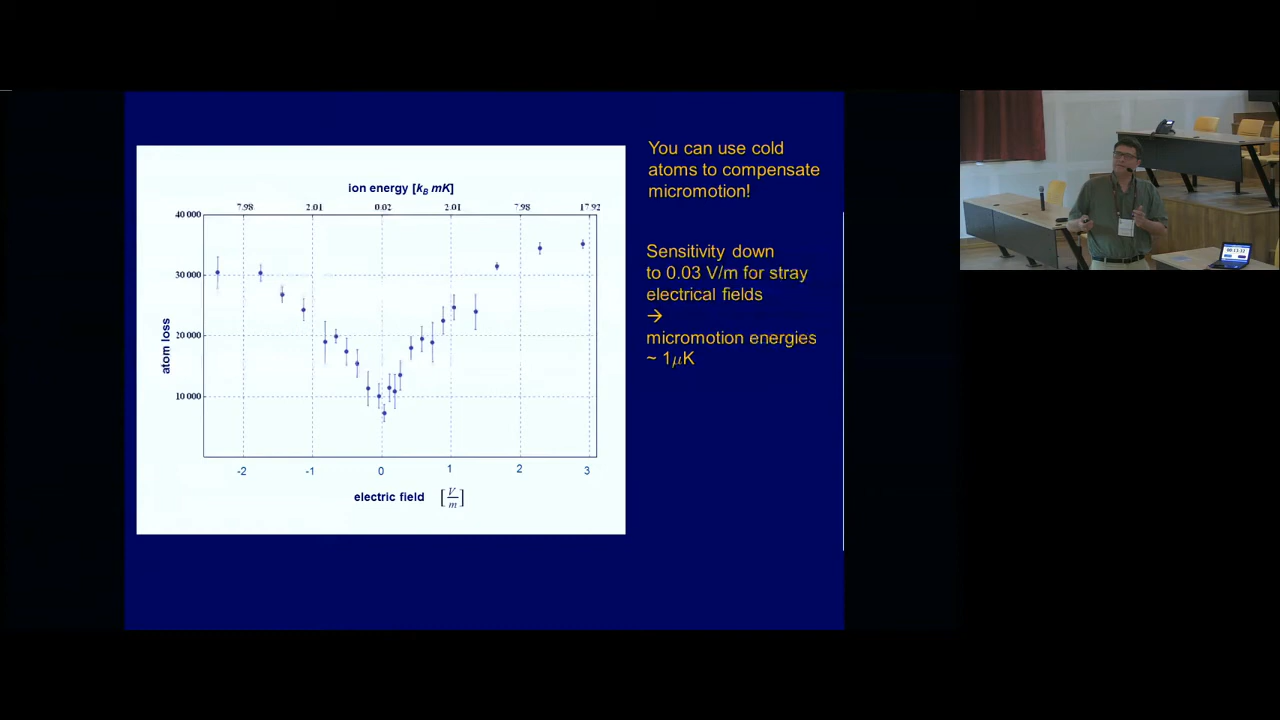 ion energy [k_B mK]
7.98 2.01 0.02 2.01 7.98 17.92
40 000
30 000
20 000
10 000
atom loss
-2 -1 0 1 2 3
electric field [V/m]
You can use cold
atoms to compensate
micromotion!
Sensitivity down
to 0.03 V/m for stray
electrical fields
→
micromotion energies
~ 1μK